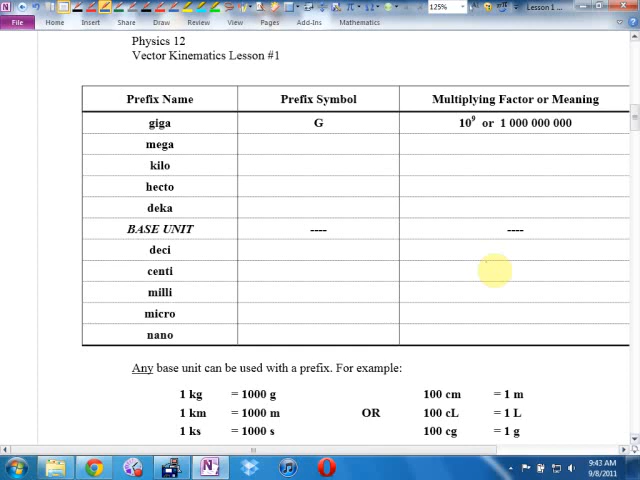 Lesson 1
File
Home
Insert
Share
Draw
Review
View
Pages
Add-Ins
Mathematics
125%
Physics 12
Vector Kinematics Lesson #1
Prefix Name Prefix Symbol Multiplying Factor or Meaning
giga G 10⁹ or 1 000 000 000
mega
kilo
hecto
deka
BASE UNIT ---- ----
deci
centi
milli
micro
nano
Any base unit can be used with a prefix. For example:
1 kg = 1000 g 100 cm = 1 m
1 km = 1000 m OR 100 cL = 1 L
1 ks = 1000 s 100 cg = 1 g
9:43 AM
9/8/2011